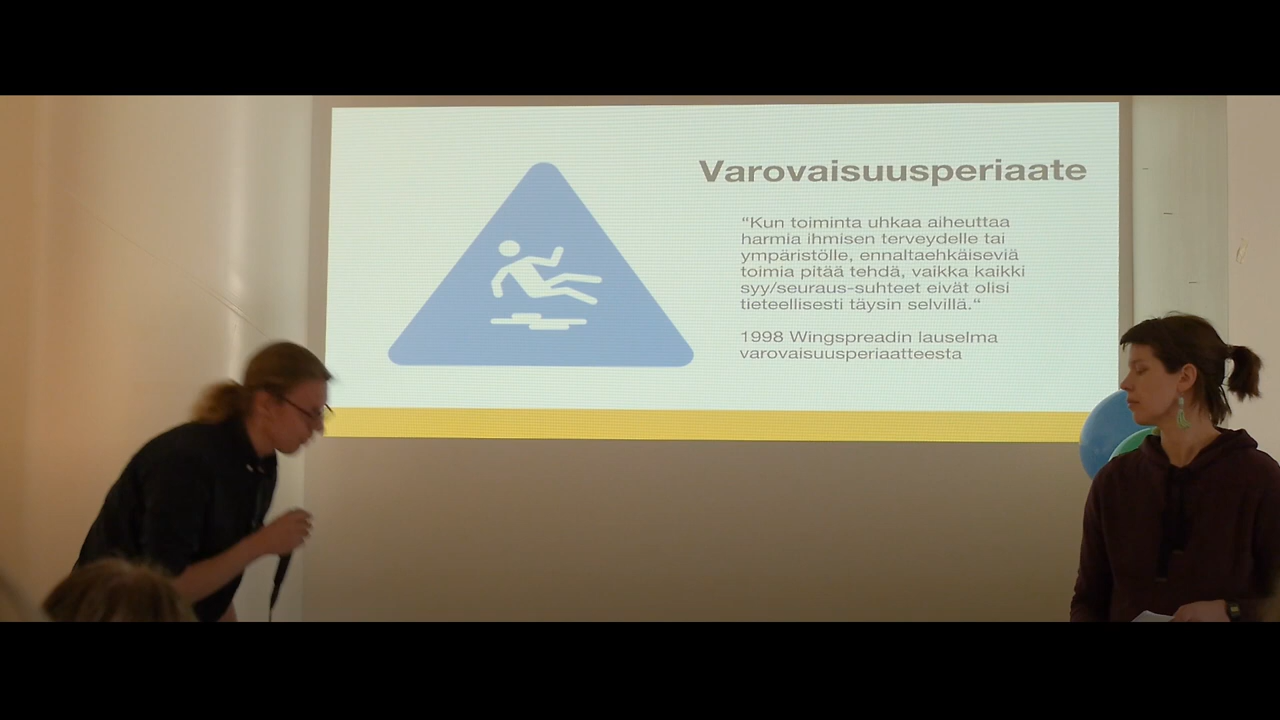 Varovaisuusperiaate
“Kun toiminta uhkaa aiheuttaa
harmia ihmisen terveydelle tai
ympäristölle, ennaltaehkäiseviä
toimia pitää tehdä, vaikka kaikki
syy/seuraus-suhteet eivät olisi
tieteellisesti täysin selvillä.“
1998 Wingspreadin lauselma
varovaisuusperiaatteesta